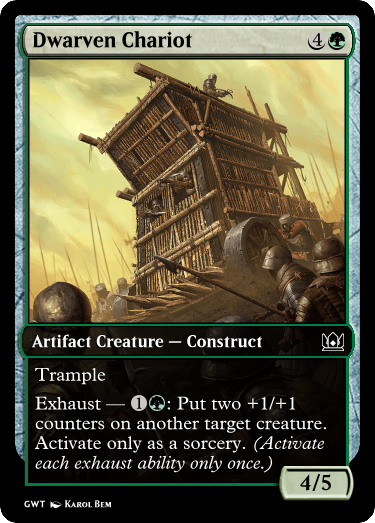 Dwarven Chariot 4
Artifact Creature — Construct
Trample
Exhaust — 1: Put two +1/+1
counters on another target creature.
Activate only as a sorcery. (Activate
each exhaust ability only once.)
4/5
GWT Karol Bem